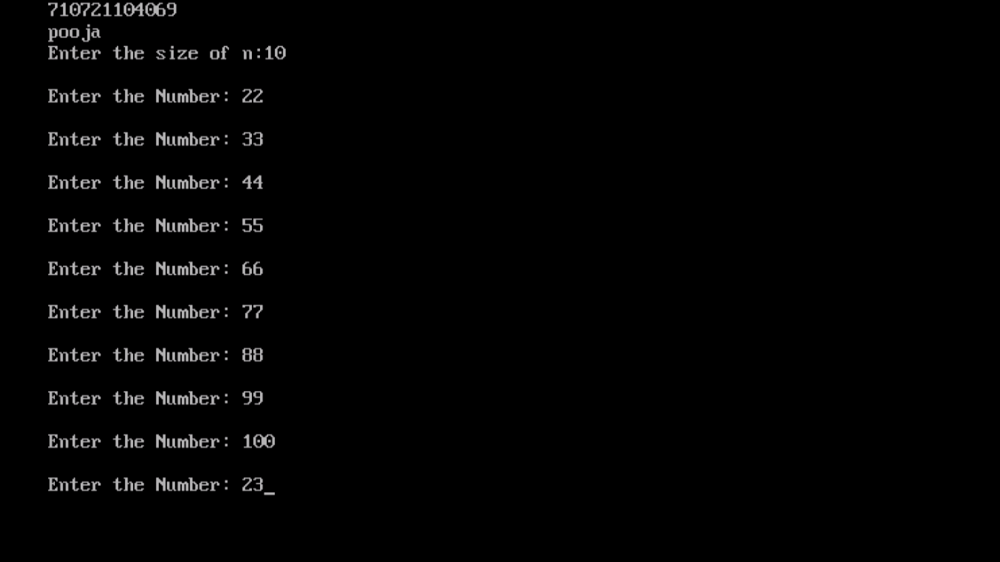 710721104069
pooja
Enter the size of n:10
Enter the Number: 22
Enter the Number: 33
Enter the Number: 44
Enter the Number: 55
Enter the Number: 66
Enter the Number: 77
Enter the Number: 88
Enter the Number: 99
Enter the Number: 100
Enter the Number: 23_